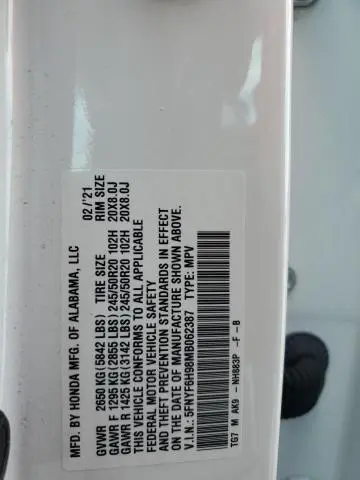 MFD. BY HONDA MFG. OF ALABAMA, LLC 02/'21
GVWR 2650 KG (5842 LBS) TIRE SIZE RIM SIZE
GAWR F 1295 KG (2855 LBS) 245/50R20 102H 20X8.0J
GAWR R 1425 KG (3142 LBS) 245/50R20 102H 20X8.0J
THIS VEHICLE CONFORMS TO ALL APPLICABLE
FEDERAL MOTOR VEHICLE SAFETY
AND THEFT PREVENTION STANDARDS IN EFFECT
ON THE DATE OF MANUFACTURE SHOWN ABOVE.
V.I.N.: 5FNYF6H98MB062387 TYPE: MPV
TG7 M AK9 -NH883P -F -B